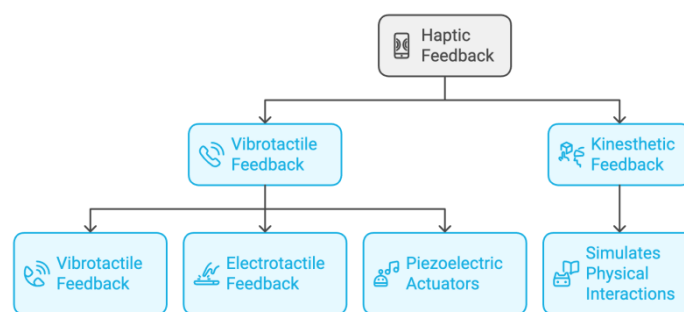 Haptic
Feedback
Vibrotactile
Feedback
Kinesthetic
Feedback
Vibrotactile
Feedback
Electrotactile
Feedback
Piezoelectric
Actuators
Simulates
Physical
Interactions